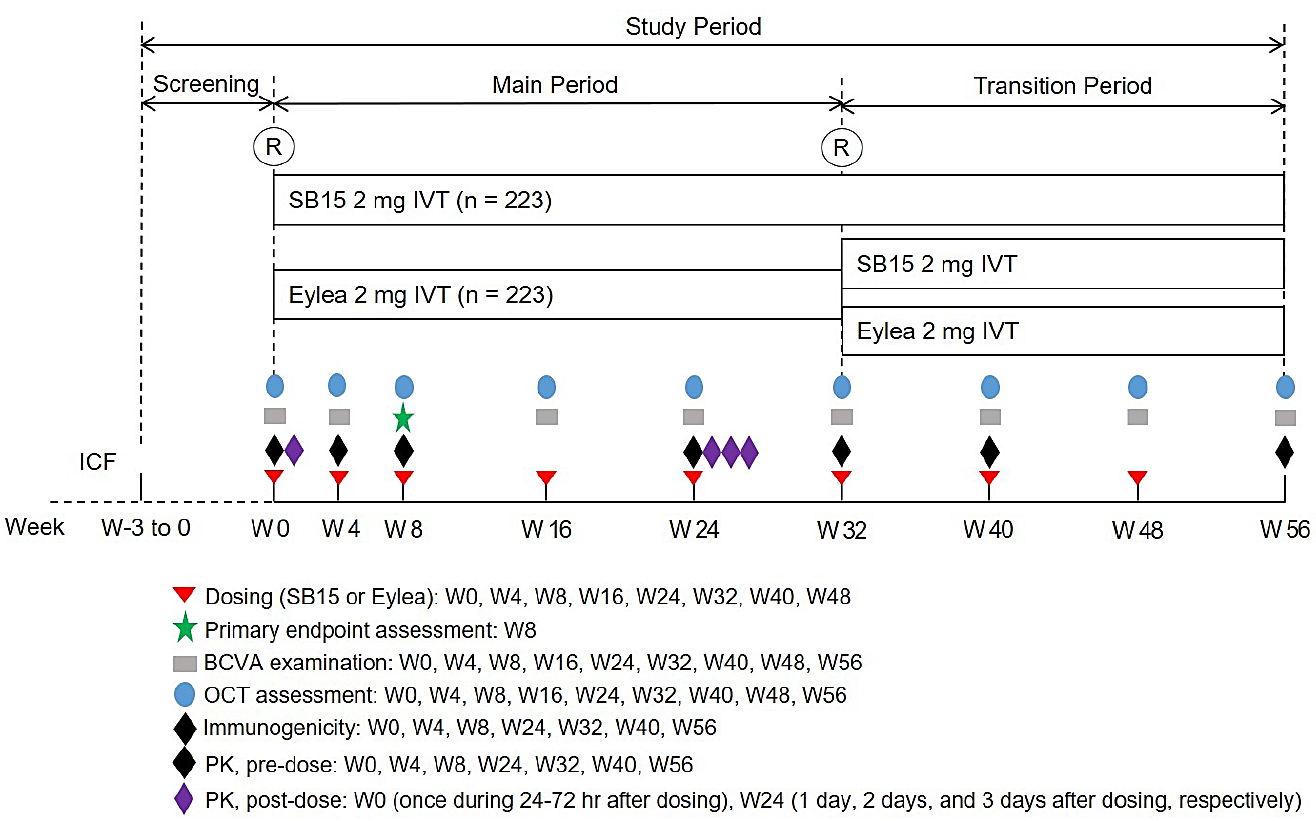 Study Period
Screening
Main Period
Transition Period
R
R
SB15 2 mg IVT (n = 223)
SB15 2 mg IVT
Eylea 2 mg IVT (n = 223)
Eylea 2 mg IVT
ICF
Week W-3 to 0 W 0 W 4 W 8 W 16 W 24 W 32 W 40 W 48 W 56
Dosing (SB15 or Eylea): W0, W4, W8, W16, W24, W32, W40, W48
Primary endpoint assessment: W8
BCVA examination: W0, W4, W8, W16, W24, W32, W40, W48, W56
OCT assessment: W0, W4, W8, W16, W24, W32, W40, W48, W56
Immunogenicity: W0, W4, W8, W24, W32, W40, W56
PK, pre-dose: W0, W4, W8, W24, W32, W40, W56
PK, post-dose: W0 (once during 24-72 hr after dosing), W24 (1 day, 2 days, and 3 days after dosing, respectively)